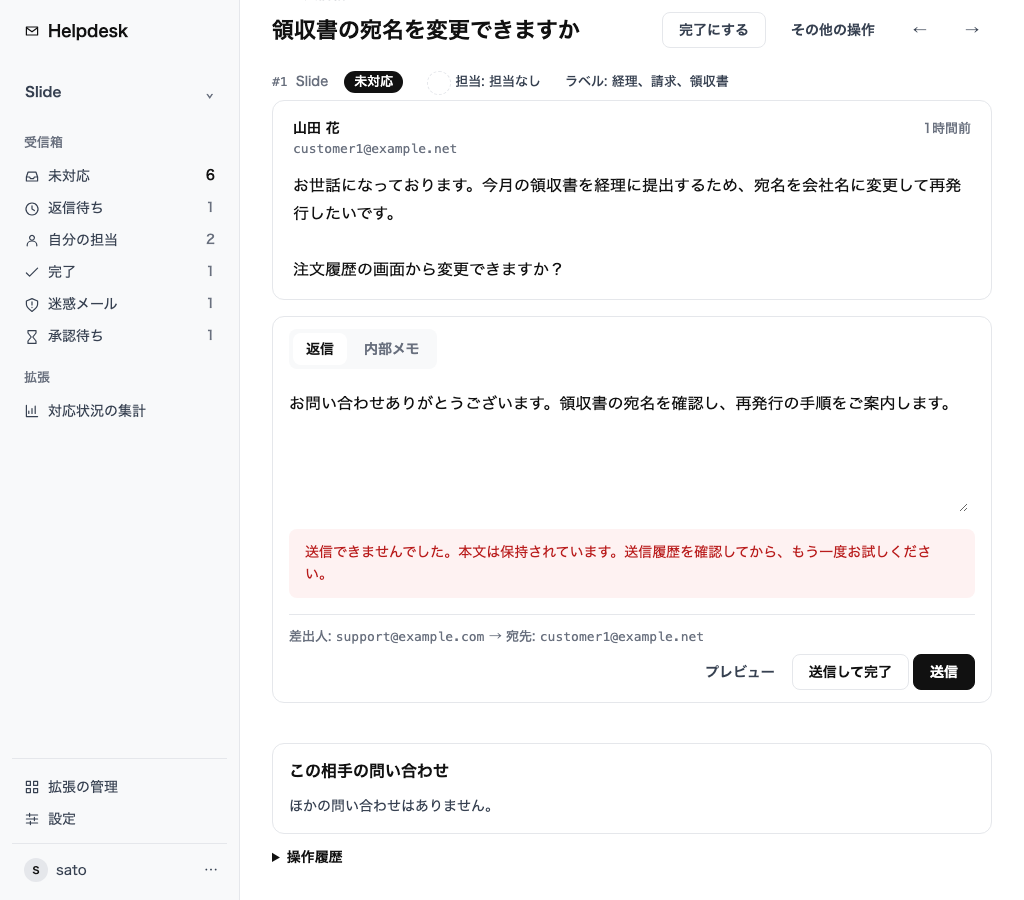 Helpdesk
Slide
受信箱
未対応 6
返信待ち 1
自分の担当 2
完了 1
迷惑メール 1
承認待ち 1
拡張
対応状況の集計
拡張の管理
設定
S sato ...
領収書の宛名を変更できますか
完了にする その他の操作 ← →
#1 Slide 未対応 担当: 担当なし ラベル: 経理、請求、領収書
山田 花 1時間前
customer1@example.net
お世話になっております。今月の領収書を経理に提出するため、宛名を会社名に変更して再発
行したいです。
注文履歴の画面から変更できますか？
返信 内部メモ
お問い合わせありがとうございます。領収書の宛名を確認し、再発行の手順をご案内します。
送信できませんでした。本文は保持されています。送信履歴を確認してから、もう一度お試しくださ
い。
差出人: support@example.com → 宛先: customer1@example.net
プレビュー 送信して完了 送信
この相手の問い合わせ
ほかの問い合わせはありません。
▶ 操作履歴